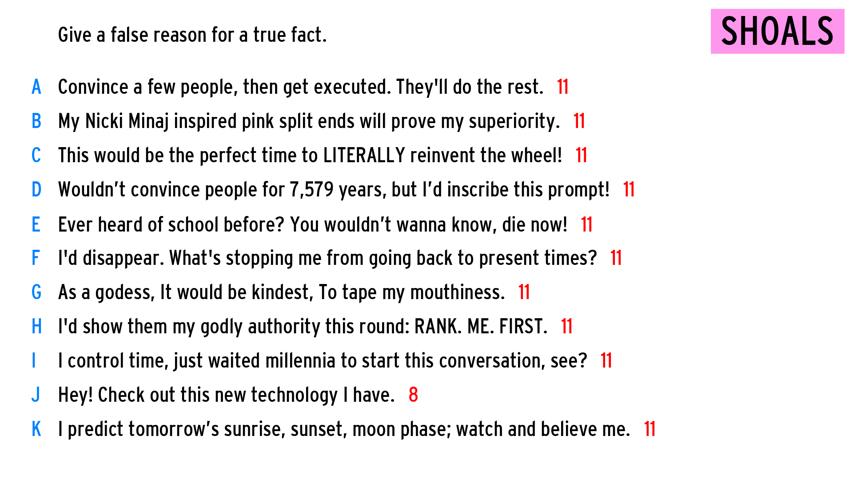 Give a false reason for a true fact.
SHOALS
A Convince a few people, then get executed. They'll do the rest. 11
B My Nicki Minaj inspired pink split ends will prove my superiority. 11
C This would be the perfect time to LITERALLY reinvent the wheel! 11
D Wouldn't convince people for 7,579 years, but I'd inscribe this prompt! 11
E Ever heard of school before? You wouldn't wanna know, die now! 11
F I'd disappear. What's stopping me from going back to present times? 11
G As a godess, It would be kindest, To tape my mouthiness. 11
H I'd show them my godly authority this round: RANK. ME. FIRST. 11
I I control time, just waited millennia to start this conversation, see? 11
J Hey! Check out this new technology I have. 8
K I predict tomorrow's sunrise, sunset, moon phase; watch and believe me. 11